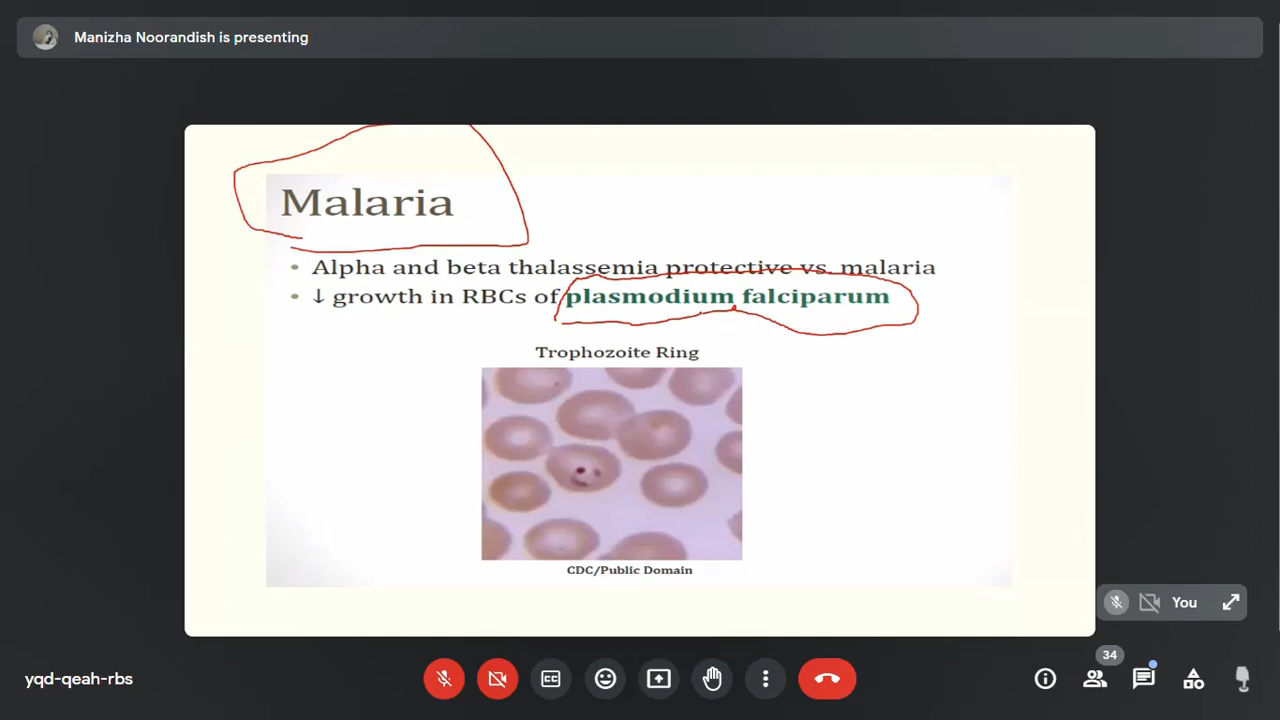 Manizha Noorandish is presenting
Malaria
• Alpha and beta thalassemia protective vs. malaria
• ↓ growth in RBCs of plasmodium falciparum
Trophozoite Ring
CDC/Public Domain
You
34
yqd-qeah-rbs
CC